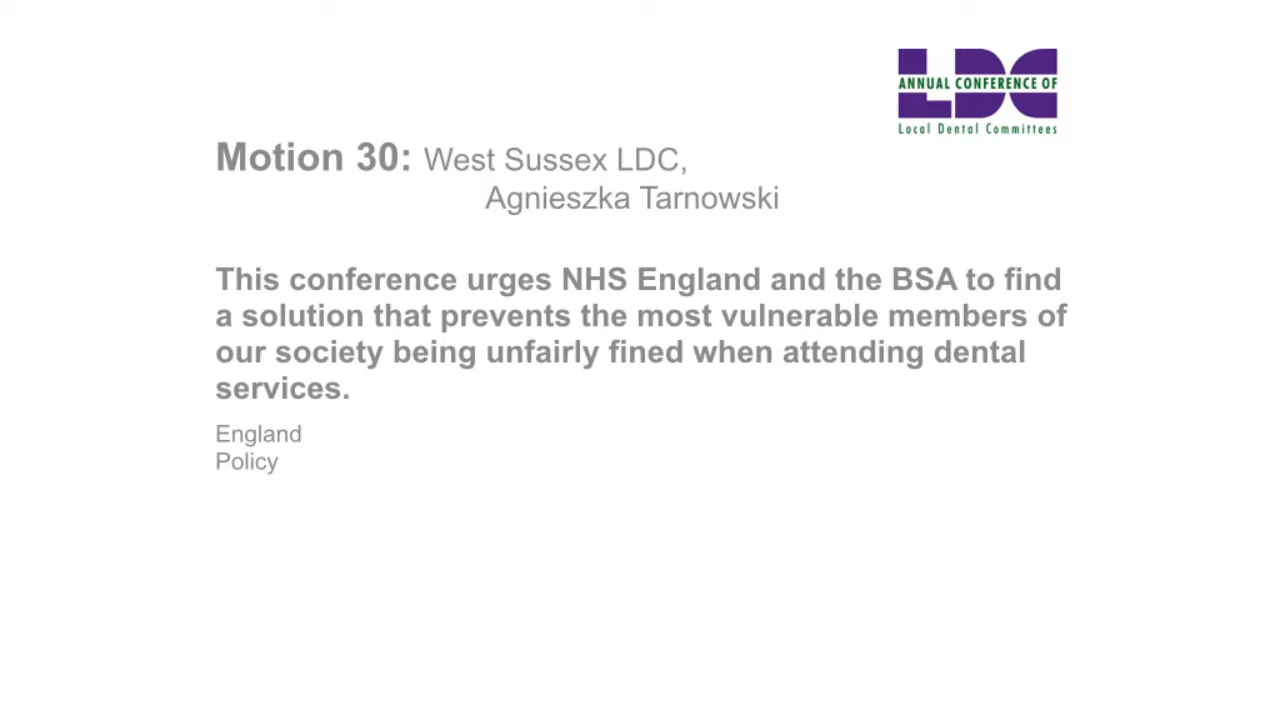 LDC
ANNUAL CONFERENCE OF
Local Dental Committees
Motion 30: West Sussex LDC,
Agnieszka Tarnowski
This conference urges NHS England and the BSA to find
a solution that prevents the most vulnerable members of
our society being unfairly fined when attending dental
services.
England
Policy